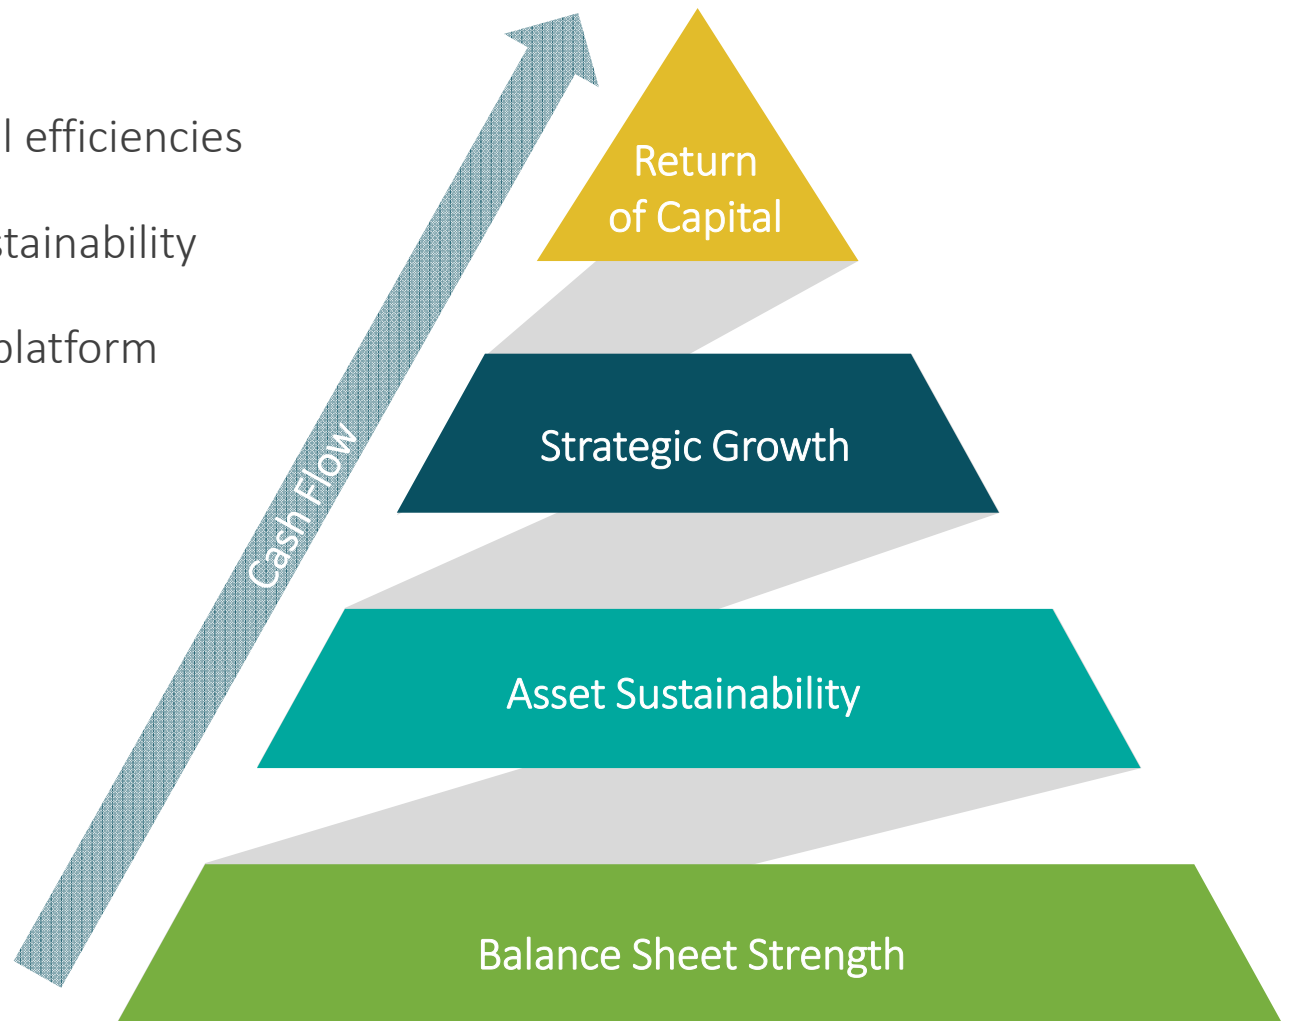 l efficiencies
stainability
platform
Cash Flow
Return
of Capital
Strategic Growth
Asset Sustainability
Balance Sheet Strength